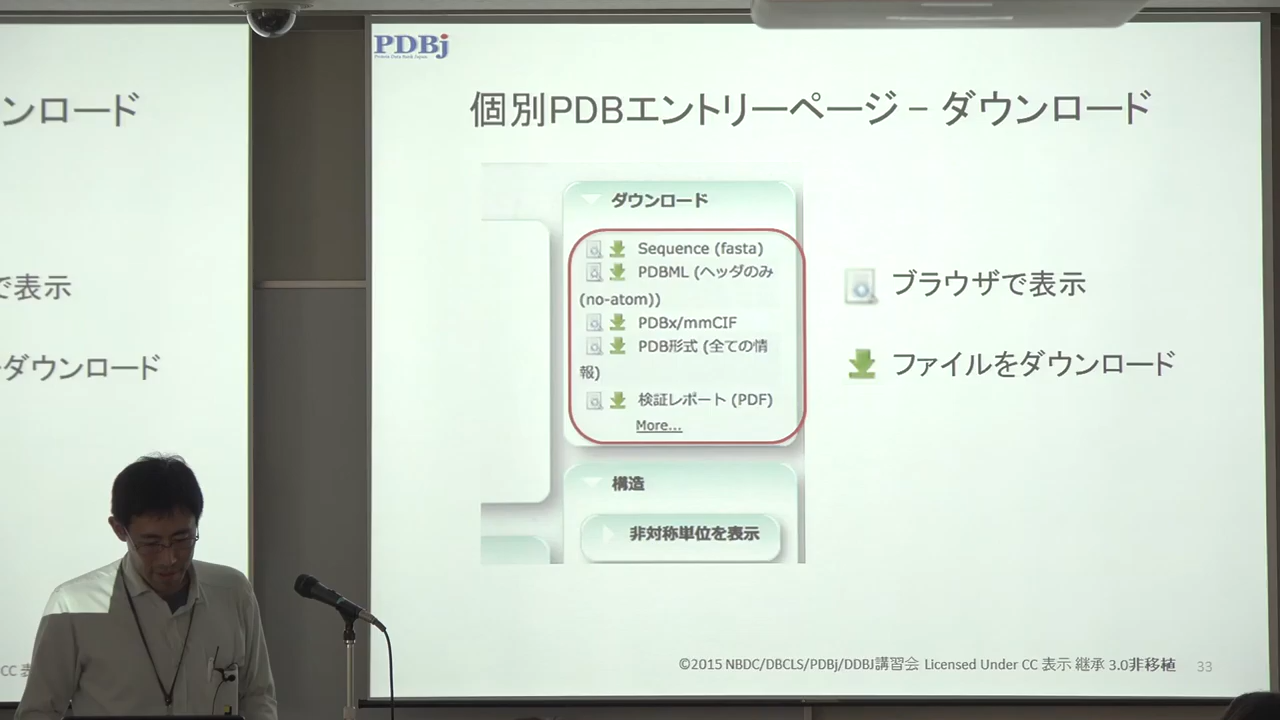 ンロード
で表示
ダウンロード
CC 表
PDBj
Protein Data Bank Japan
個別PDBエントリーページ – ダウンロード
ダウンロード
Sequence (fasta)
PDBML (ヘッダのみ
(no-atom))
PDBx/mmCIF
PDB形式 (全ての情
報)
検証レポート (PDF)
More...
構造
非対称単位を表示
ブラウザで表示
ファイルをダウンロード
©2015 NBDC/DBCLS/PDBj/DDBJ講習会 Licensed Under CC 表示 継承 3.0非移植
33